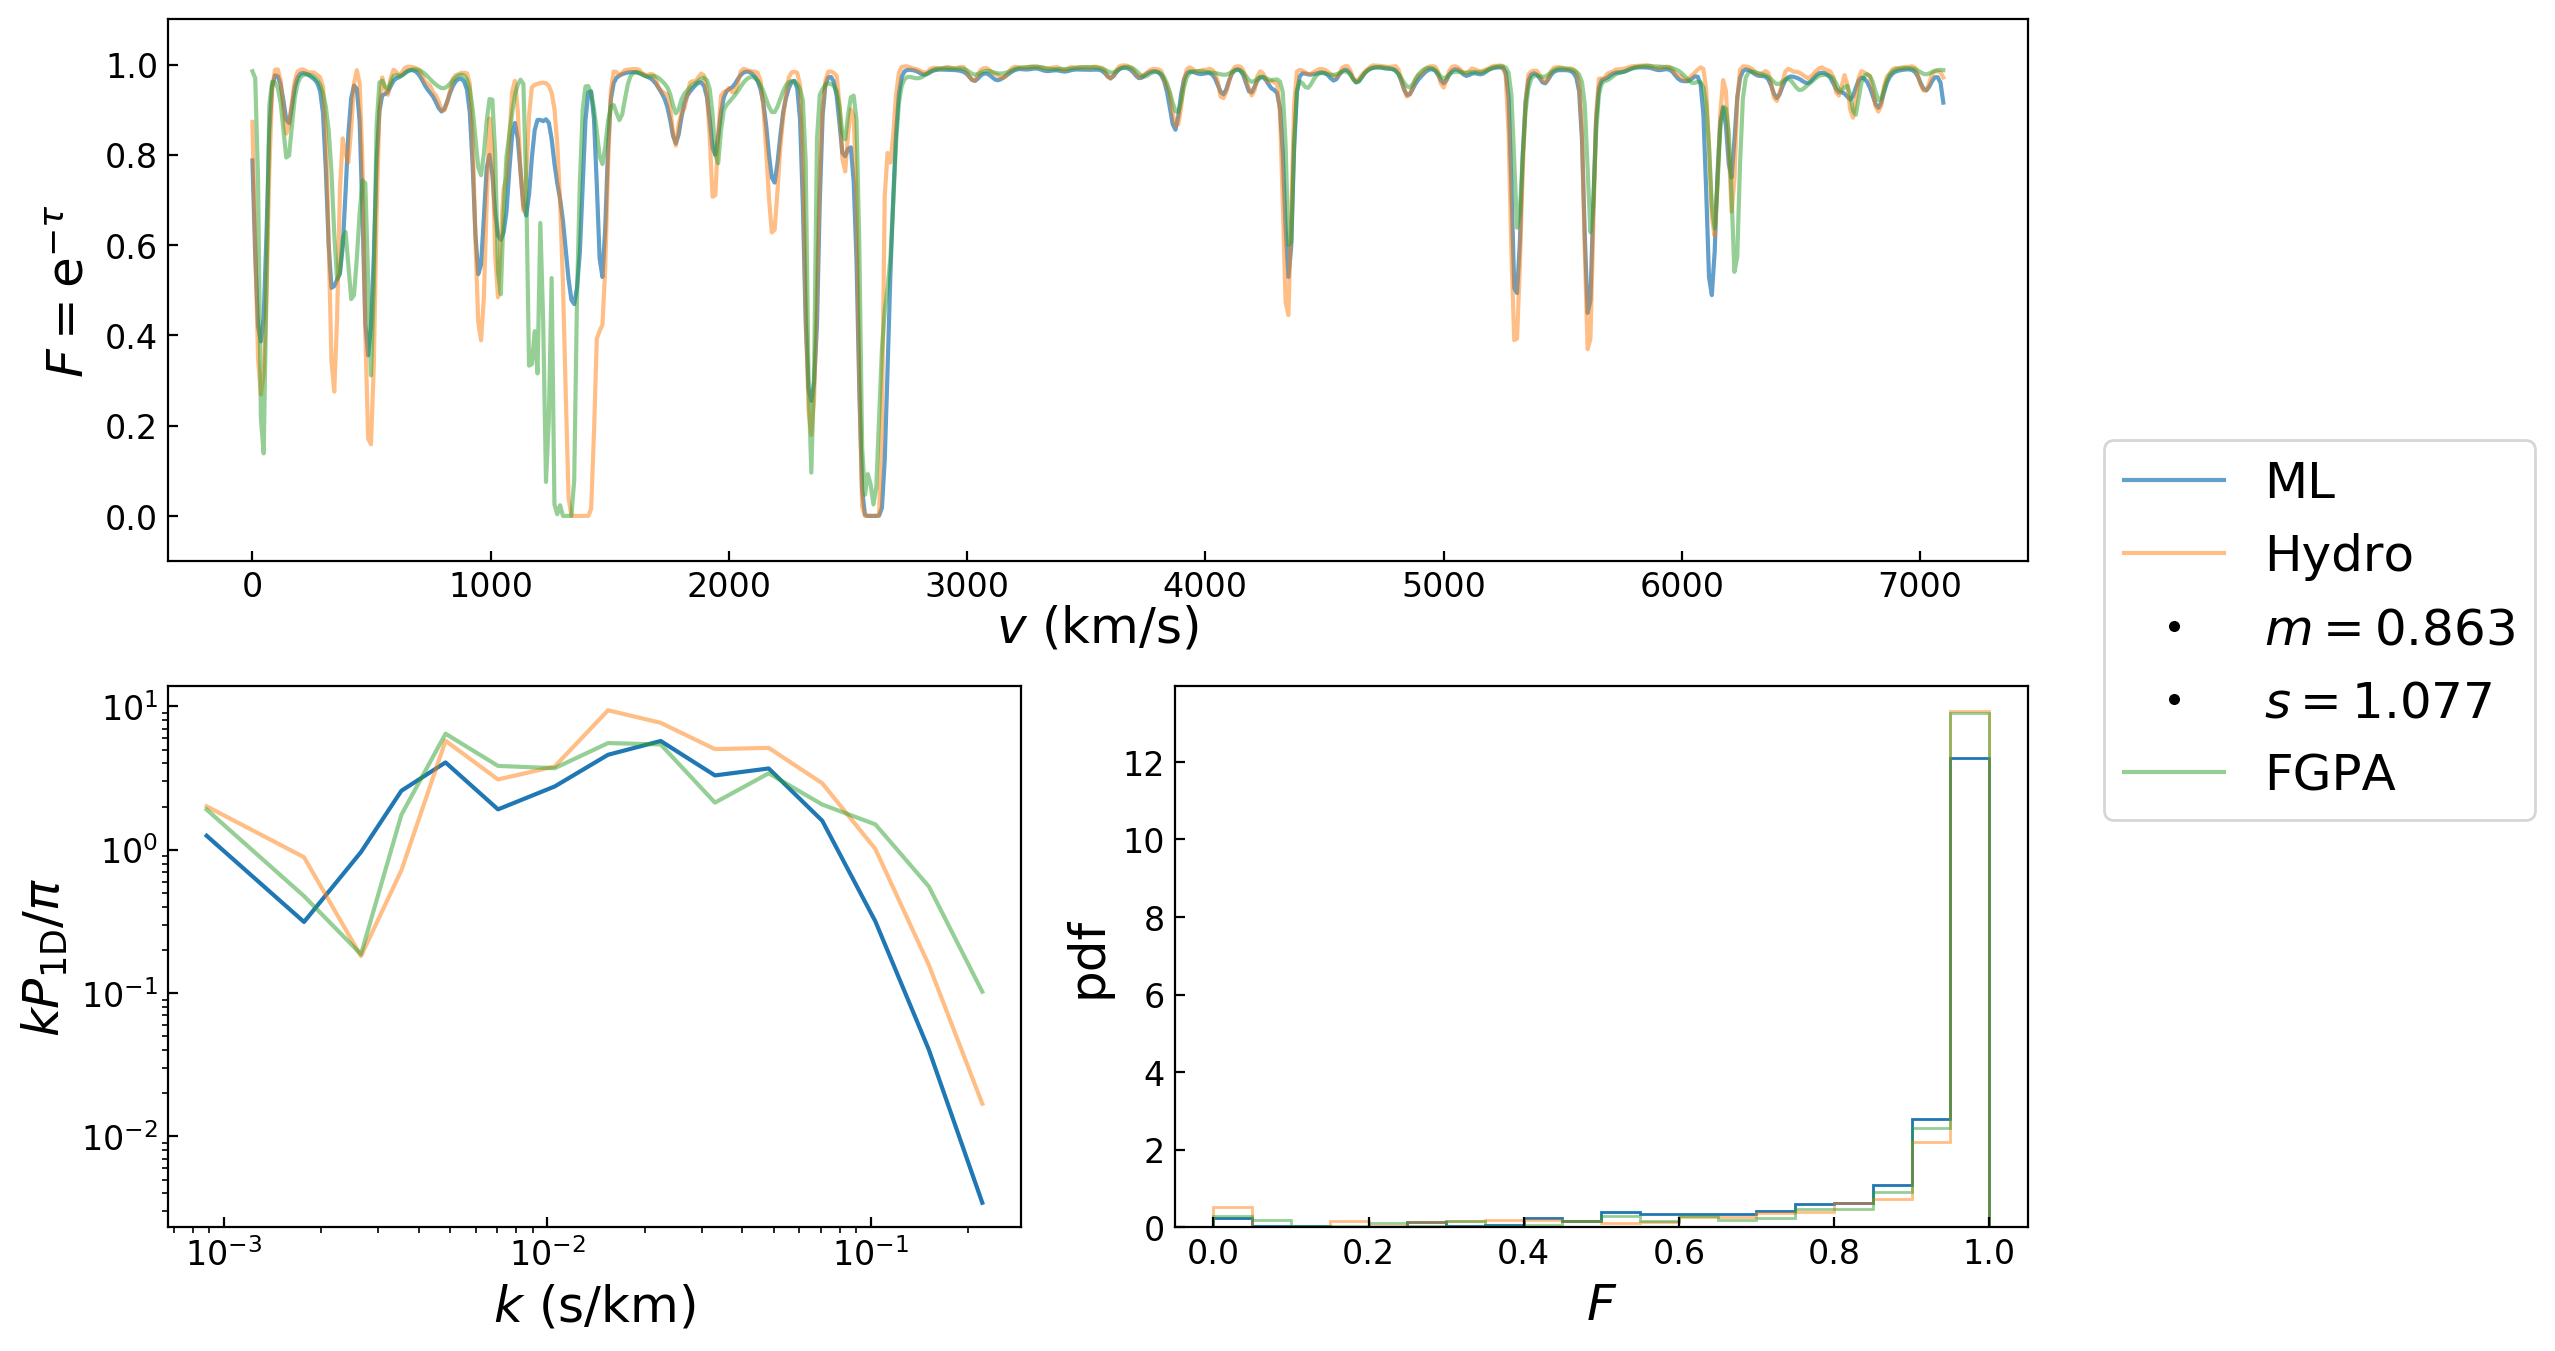 1.0
0.8
0.6
0.4
0.2
0.0
F = e^{−τ}
0 1000 2000 3000 4000 5000 6000 7000
v (km/s)
ML
Hydro
m = 0.863
s = 1.077
FGPA
10^1
10^0
10^{−1}
10^{−2}
kP_{1D}/π
10^{−3} 10^{−2} 10^{−1}
k (s/km)
12
10
8
6
4
2
0
pdf
0.0 0.2 0.4 0.6 0.8 1.0
F